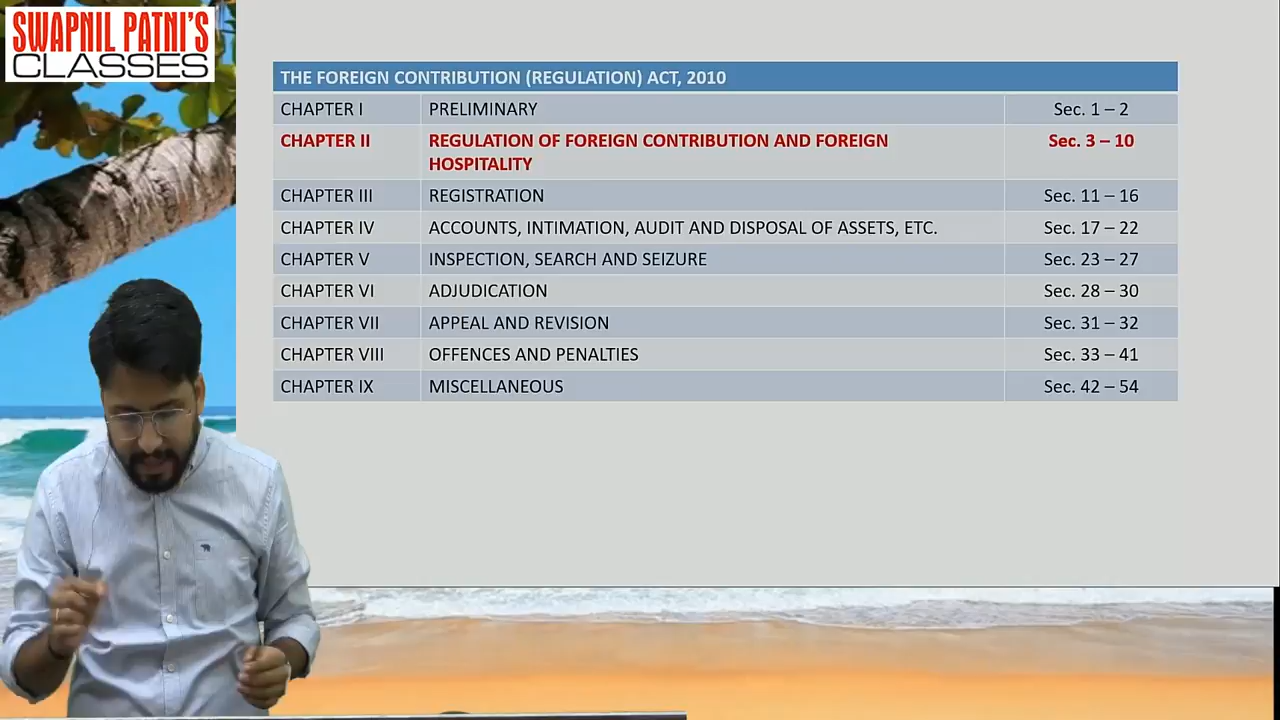 SWAPNIL PATNI'S
CLASSES
THE FOREIGN CONTRIBUTION (REGULATION) ACT, 2010
CHAPTER I PRELIMINARY Sec. 1 – 2
CHAPTER II REGULATION OF FOREIGN CONTRIBUTION AND FOREIGN Sec. 3 – 10
HOSPITALITY
CHAPTER III REGISTRATION Sec. 11 – 16
CHAPTER IV ACCOUNTS, INTIMATION, AUDIT AND DISPOSAL OF ASSETS, ETC. Sec. 17 – 22
CHAPTER V INSPECTION, SEARCH AND SEIZURE Sec. 23 – 27
CHAPTER VI ADJUDICATION Sec. 28 – 30
CHAPTER VII APPEAL AND REVISION Sec. 31 – 32
CHAPTER VIII OFFENCES AND PENALTIES Sec. 33 – 41
CHAPTER IX MISCELLANEOUS Sec. 42 – 54